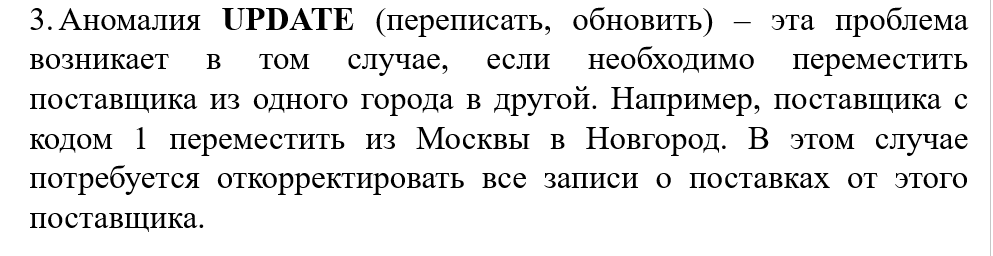 3. Аномалия UPDATE (переписать, обновить) – эта проблема
возникает в том случае, если необходимо переместить
поставщика из одного города в другой. Например, поставщика с
кодом 1 переместить из Москвы в Новгород. В этом случае
потребуется откорректировать все записи о поставках от этого
поставщика.